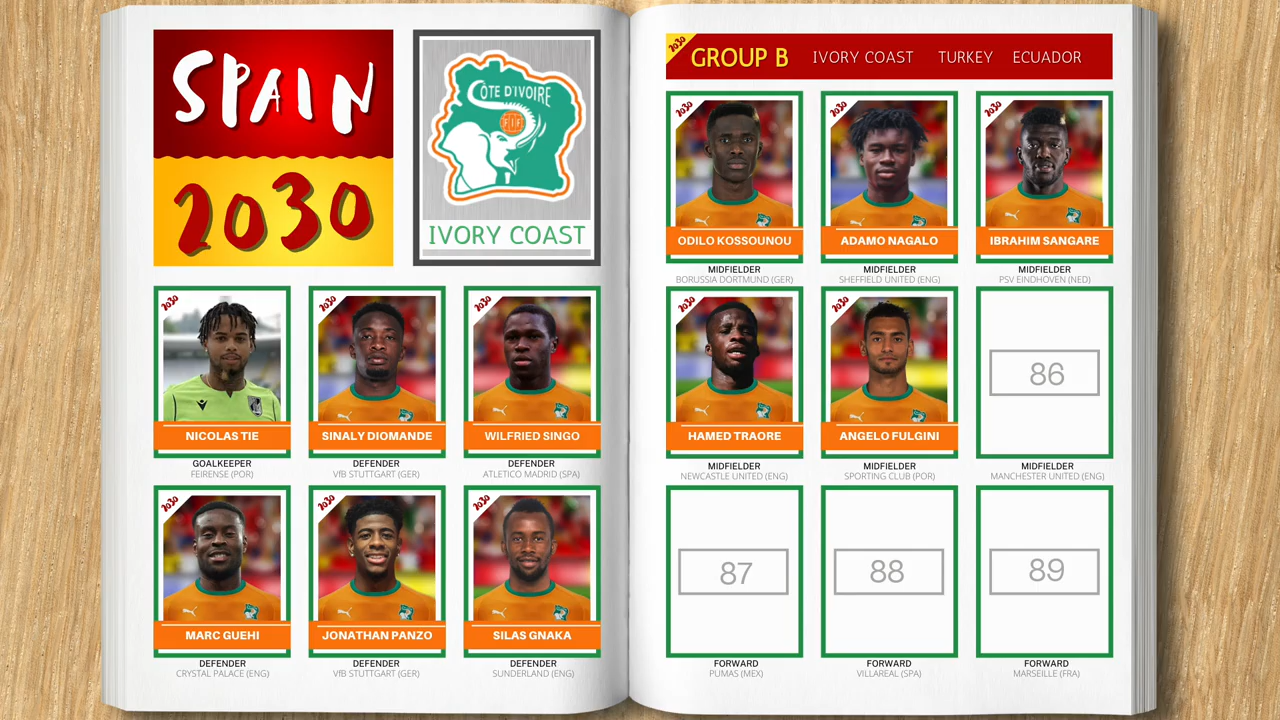 SPAIN
2030
CÔTE D'IVOIRE
FIF
IVORY COAST
2030
NICOLAS TIE
GOALKEEPER
FEIRENSE (POR)
2030
SINALY DIOMANDE
DEFENDER
VfB STUTTGART (GER)
2030
WILFRIED SINGO
DEFENDER
ATLETICO MADRID (SPA)
2030
MARC GUEHI
DEFENDER
CRYSTAL PALACE (ENG)
2030
JONATHAN PANZO
DEFENDER
VfB STUTTGART (GER)
2030
SILAS GNAKA
DEFENDER
SUNDERLAND (ENG)
2030
GROUP B IVORY COAST TURKEY ECUADOR
2030
ODILO KOSSOUNOU
MIDFIELDER
BORUSSIA DORTMUND (GER)
2030
ADAMO NAGALO
MIDFIELDER
SHEFFIELD UNITED (ENG)
2030
IBRAHIM SANGARE
MIDFIELDER
PSV EINDHOVEN (NED)
2030
HAMED TRAORE
MIDFIELDER
NEWCASTLE UNITED (ENG)
2030
ANGELO FULGINI
MIDFIELDER
SPORTING CLUB (POR)
86
MIDFIELDER
MANCHESTER UNITED (ENG)
87
FORWARD
PUMAS (MEX)
88
FORWARD
VILLAREAL (SPA)
89
FORWARD
MARSEILLE (FRA)